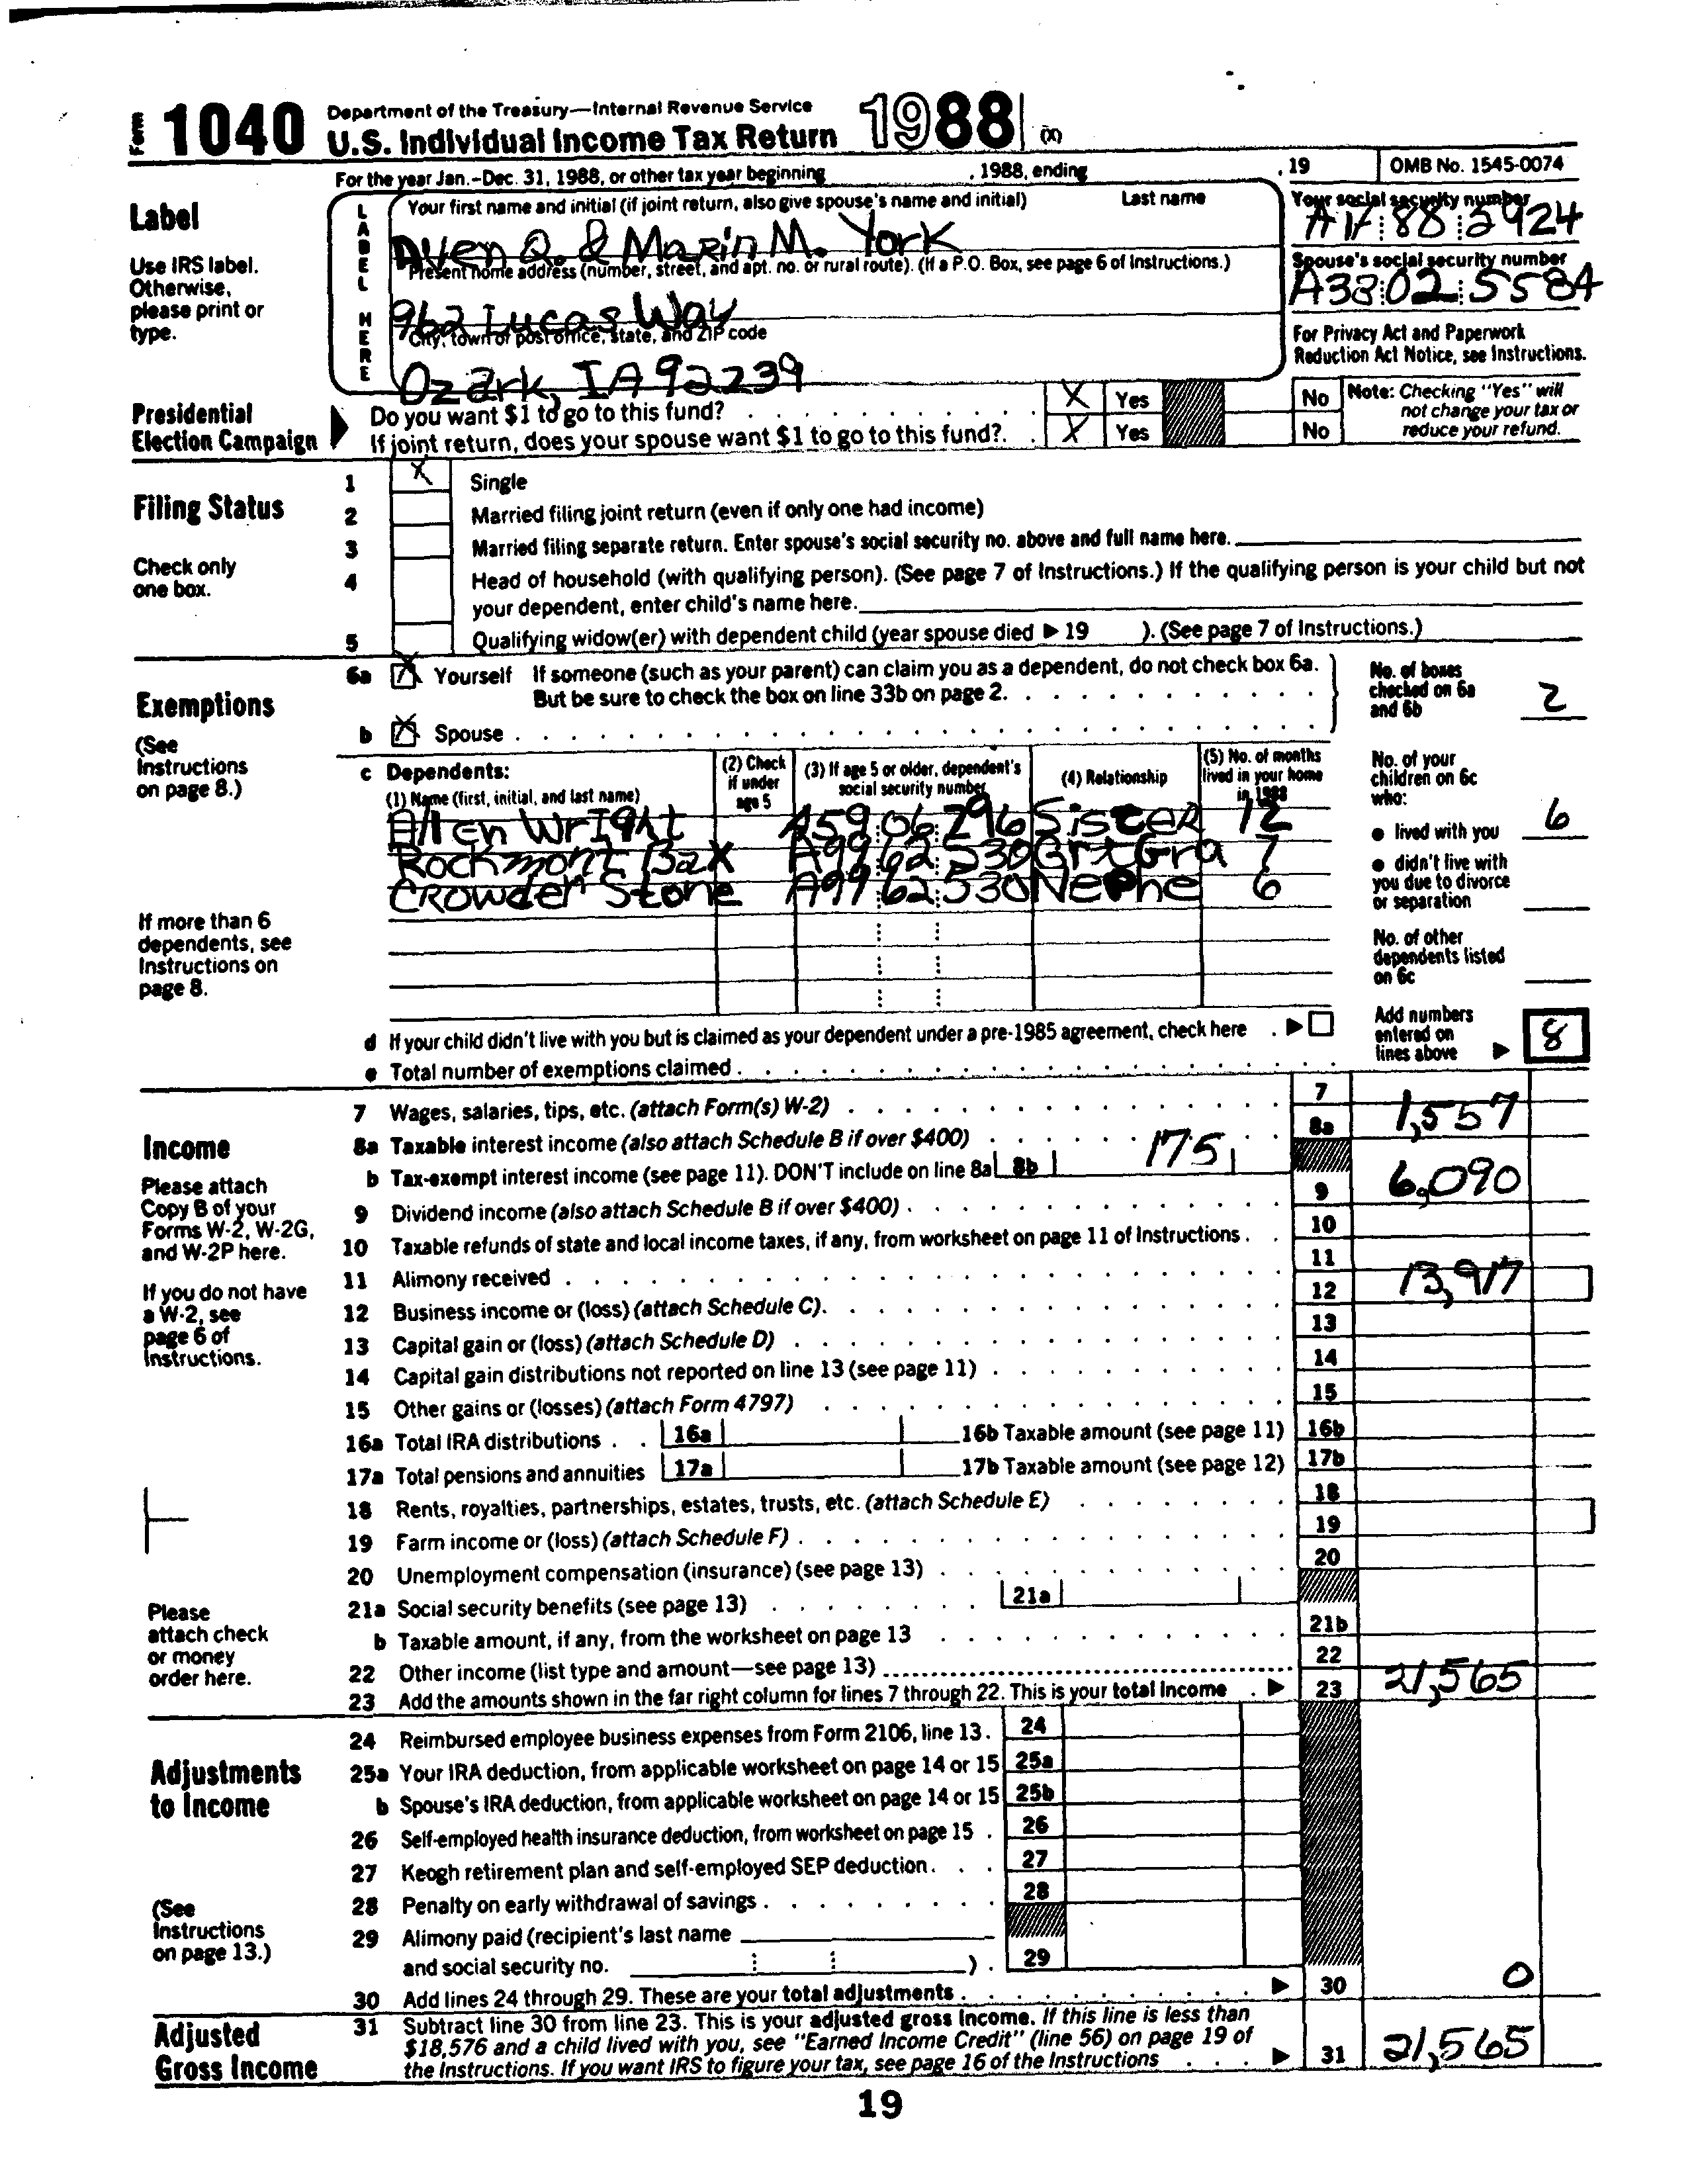 Form 1040 Department of the Treasury—Internal Revenue Service
U.S. Individual Income Tax Return 1988 (X)
For the year Jan.-Dec. 31, 1988, or other tax year beginning , 1988, ending , 19 OMB No. 1545-0074
Label
Use IRS label.
Otherwise,
please print or
type.
LABEL HERE
Your first name and initial (if joint return, also give spouse's name and initial) Last name
Aven Q. & Marin M. York
Present home address (number, street, and apt. no. or rural route). (If a P.O. Box, see page 6 of Instructions.)
962 Lucas Way
City, town or post office, state, and ZIP code
Ozark, IA 92239
Your social security number
A17 88 2924
Spouse's social security number
A38 02 5584
For Privacy Act and Paperwork
Reduction Act Notice, see Instructions.
Presidential
Election Campaign
Do you want $1 to go to this fund? X Yes No
If joint return, does your spouse want $1 to go to this fund? X Yes No
Note: Checking "Yes" will
not change your tax or
reduce your refund.
Filing Status
Check only
one box.
1 X Single
2 Married filing joint return (even if only one had income)
3 Married filing separate return. Enter spouse's social security no. above and full name here.
4 Head of household (with qualifying person). (See page 7 of Instructions.) If the qualifying person is your child but not
your dependent, enter child's name here.
5 Qualifying widow(er) with dependent child (year spouse died ▶ 19 ). (See page 7 of Instructions.)
Exemptions
(See
Instructions
on page 8.)
6a X Yourself If someone (such as your parent) can claim you as a dependent, do not check box 6a.
But be sure to check the box on line 33b on page 2.
b X Spouse
No. of boxes
checked on 6a
and 6b 2
c Dependents:
(1) Name (first, initial, and last name)
(2) Check
if under
age 5
(3) If age 5 or older, dependent's
social security number
(4) Relationship
(5) No. of months
lived in your home
in 1988
Allen Wright A59 06 296 Sister 12
Rockmont Bax A99 62 530 GrtGra 7
Crowder Stone A99 62 530 Nephe 6
If more than 6
dependents, see
Instructions on
page 8.
No. of your
children on 6c
who:
● lived with you 6
● didn't live with
you due to divorce
or separation
No. of other
dependents listed
on 6c
d If your child didn't live with you but is claimed as your dependent under a pre-1985 agreement, check here ▶
e Total number of exemptions claimed
Add numbers
entered on
lines above ▶ 8
Income
Please attach
Copy B of your
Forms W-2, W-2G,
and W-2P here.
If you do not have
a W-2, see
page 6 of
Instructions.
Please
attach check
or money
order here.
7 Wages, salaries, tips, etc. (attach Form(s) W-2) 7
8a Taxable interest income (also attach Schedule B if over $400) 8a 1,557
b Tax-exempt interest income (see page 11). DON'T include on line 8a 8b 175
9 Dividend income (also attach Schedule B if over $400) 9 6,090
10 Taxable refunds of state and local income taxes, if any, from worksheet on page 11 of Instructions 10
11 Alimony received 11
12 Business income or (loss) (attach Schedule C) 12 13,917
13 Capital gain or (loss) (attach Schedule D) 13
14 Capital gain distributions not reported on line 13 (see page 11) 14
15 Other gains or (losses) (attach Form 4797) 15
16a Total IRA distributions 16a 16b Taxable amount (see page 11) 16b
17a Total pensions and annuities 17a 17b Taxable amount (see page 12) 17b
18 Rents, royalties, partnerships, estates, trusts, etc. (attach Schedule E) 18
19 Farm income or (loss) (attach Schedule F) 19
20 Unemployment compensation (insurance) (see page 13) 20
21a Social security benefits (see page 13) 21a
b Taxable amount, if any, from the worksheet on page 13 21b
22 Other income (list type and amount—see page 13) 22
23 Add the amounts shown in the far right column for lines 7 through 22. This is your total income ▶ 23 21,565
Adjustments
to Income
(See
Instructions
on page 13.)
24 Reimbursed employee business expenses from Form 2106, line 13. 24
25a Your IRA deduction, from applicable worksheet on page 14 or 15 25a
b Spouse's IRA deduction, from applicable worksheet on page 14 or 15 25b
26 Self-employed health insurance deduction, from worksheet on page 15 26
27 Keogh retirement plan and self-employed SEP deduction 27
28 Penalty on early withdrawal of savings 28
29 Alimony paid (recipient's last name
and social security no. ) 29
30 Add lines 24 through 29. These are your total adjustments ▶ 30 0
Adjusted
Gross Income
31 Subtract line 30 from line 23. This is your adjusted gross income. If this line is less than
$18,576 and a child lived with you, see "Earned Income Credit" (line 56) on page 19 of
the Instructions. If you want IRS to figure your tax, see page 16 of the Instructions ▶ 31 21,565
19